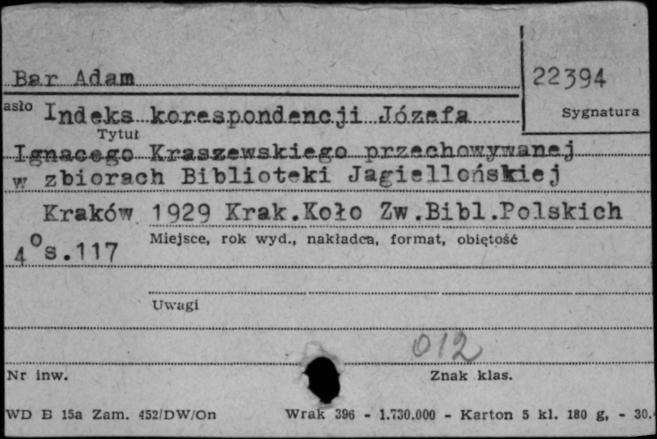 Bar Adam
22394
asło Indeks korespondencji Józefa
Sygnatura
Tytuł
Ignacego Kraszewskiego przechowywanej
w zbiorach Biblioteki Jagiellońskiej
Kraków 1929 Krak.Koło Zw.Bibl.Polskich
4° s.117
Miejsce, rok wyd., nakładca, format, objętość
Uwagi
012
Nr inw.
Znak klas.
WD B 15a Zam. 452/DW/On Wrak 396 - 1.730.000 - Karton 5 kl. 180 g, - 30.